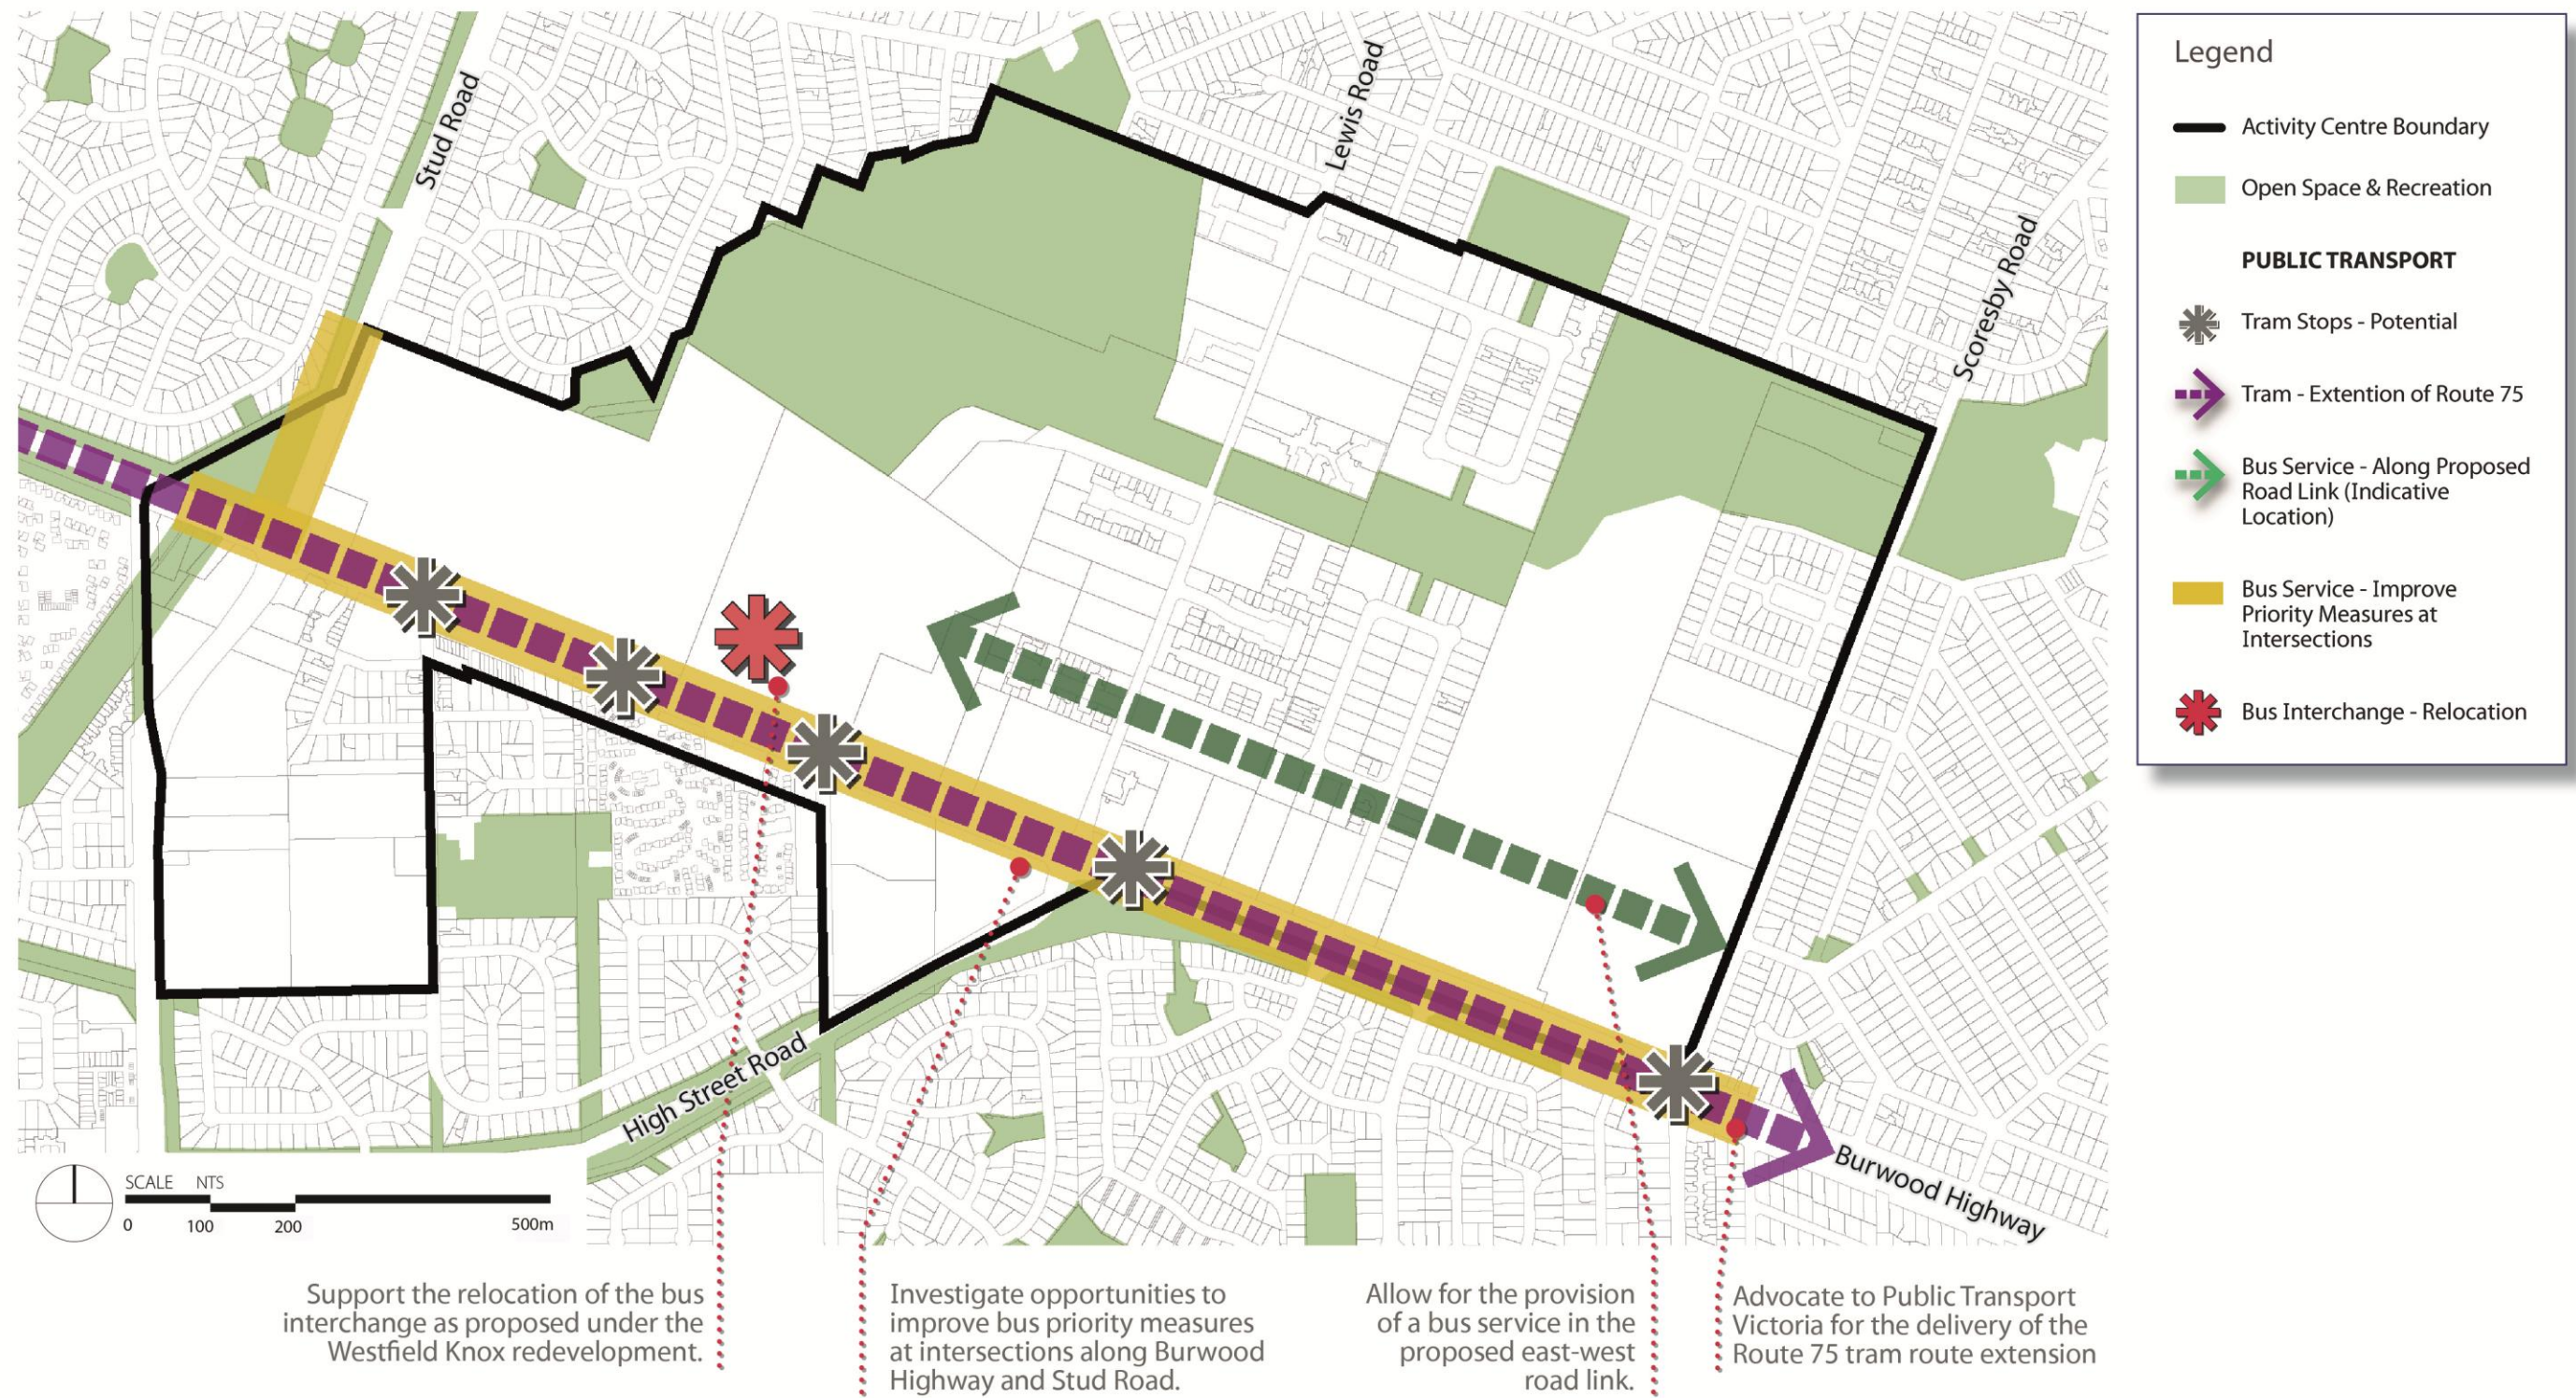 Stud Road
Lewis Road
Scoresby Road
High Street Road
Burwood Highway
SCALE NTS
0 100 200 500m
Support the relocation of the bus
interchange as proposed under the
Westfield Knox redevelopment.
Investigate opportunities to
improve bus priority measures
at intersections along Burwood
Highway and Stud Road.
Allow for the provision
of a bus service in the
proposed east-west
road link.
Advocate to Public Transport
Victoria for the delivery of the
Route 75 tram route extension
Legend
Activity Centre Boundary
Open Space & Recreation
PUBLIC TRANSPORT
Tram Stops - Potential
Tram - Extention of Route 75
Bus Service - Along Proposed
Road Link (Indicative
Location)
Bus Service - Improve
Priority Measures at
Intersections
Bus Interchange - Relocation